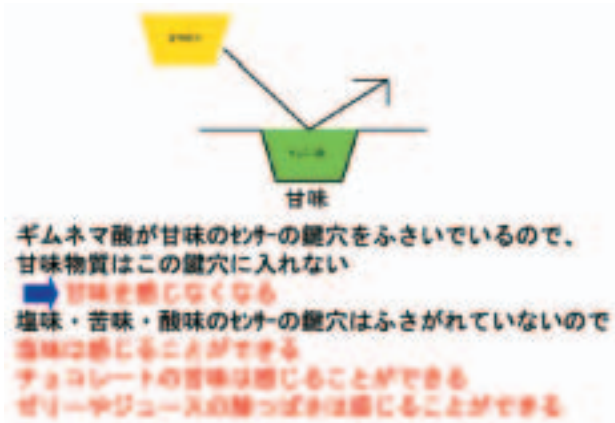 甘味
ギムネマ酸が甘味のセンサーの鍵穴をふさいでいるので、
甘味物質はこの鍵穴に入れない
甘味を感じなくなる
塩味・苦味・酸味のセンサーの鍵穴はふさがれていないので
塩味は感じることができる
チョコレートの苦味は感じることができる
ゼリーやジュースの酸っぱさは感じることができる